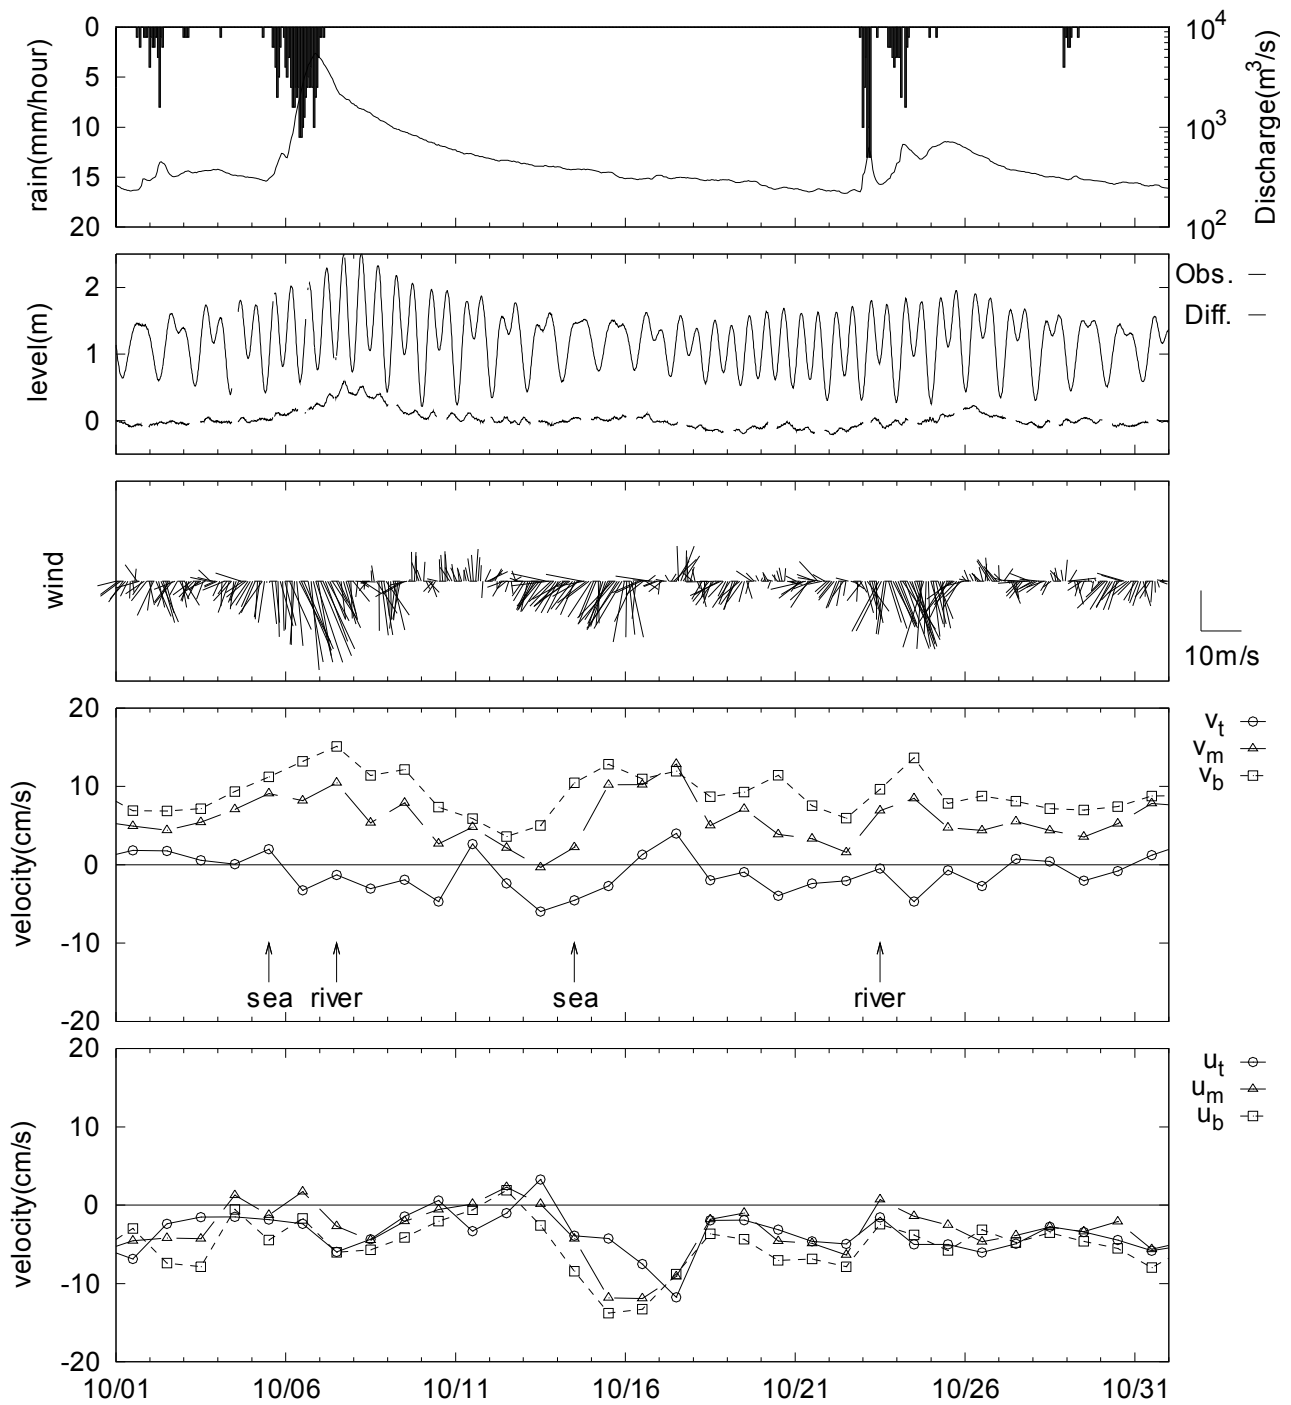 0
5
10
15
20
rain(mm/hour)
10^4
10^3
10^2
Discharge(m^3/s)
2
1
0
level(m)
Obs.
Diff.
wind
10m/s
20
10
0
-10
-20
velocity(cm/s)
v_t
v_m
v_b
sea river sea river
20
10
0
-10
-20
velocity(cm/s)
u_t
u_m
u_b
10/01 10/06 10/11 10/16 10/21 10/26 10/31